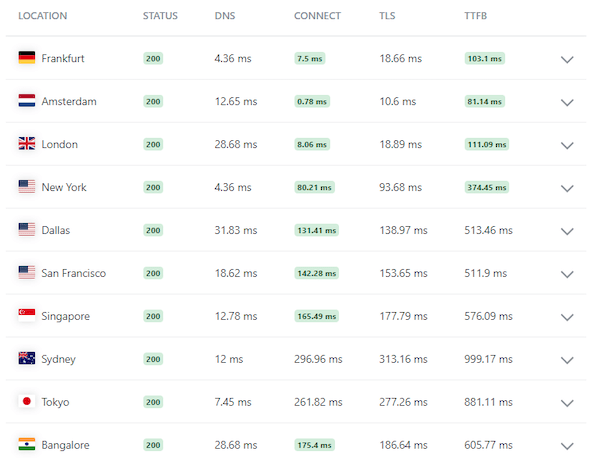 LOCATION STATUS DNS CONNECT TLS TTFB
Frankfurt 200 4.36 ms 7.5 ms 18.66 ms 103.1 ms
Amsterdam 200 12.65 ms 0.78 ms 10.6 ms 81.14 ms
London 200 28.68 ms 8.06 ms 18.89 ms 111.09 ms
New York 200 4.36 ms 80.21 ms 93.68 ms 374.45 ms
Dallas 200 31.83 ms 131.41 ms 138.97 ms 513.46 ms
San Francisco 200 18.62 ms 142.28 ms 153.65 ms 511.9 ms
Singapore 200 12.78 ms 165.49 ms 177.79 ms 576.09 ms
Sydney 200 12 ms 296.96 ms 313.16 ms 999.17 ms
Tokyo 200 7.45 ms 261.82 ms 277.26 ms 881.11 ms
Bangalore 200 28.68 ms 175.4 ms 186.64 ms 605.77 ms